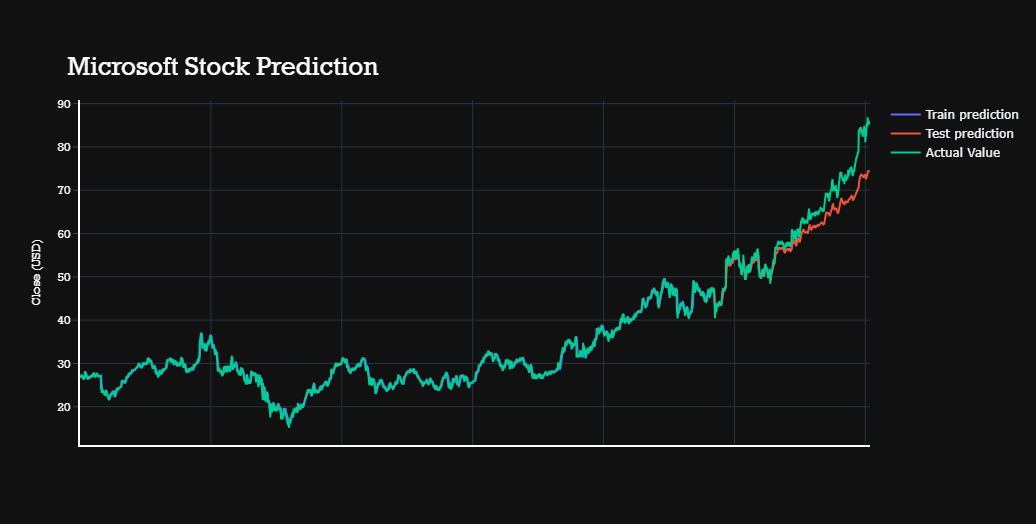 Microsoft Stock Prediction
Train prediction
Test prediction
Actual Value
Close (USD)
90
80
70
60
50
40
30
20